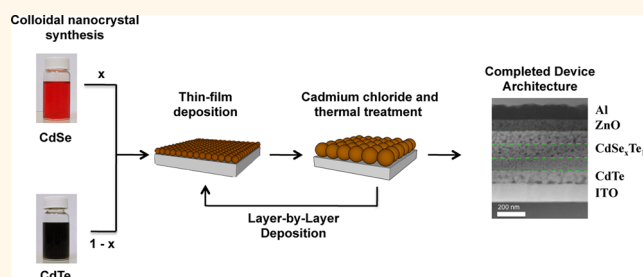 Colloidal nanocrystal
synthesis
x
CdSe
Thin-film
deposition
Cadmium chloride and
thermal treatment
Completed Device
Architecture
Al
ZnO
CdSexTe
CdTe
ITO
200 nm
Layer-by-Layer
Deposition
1 - x
CdTe